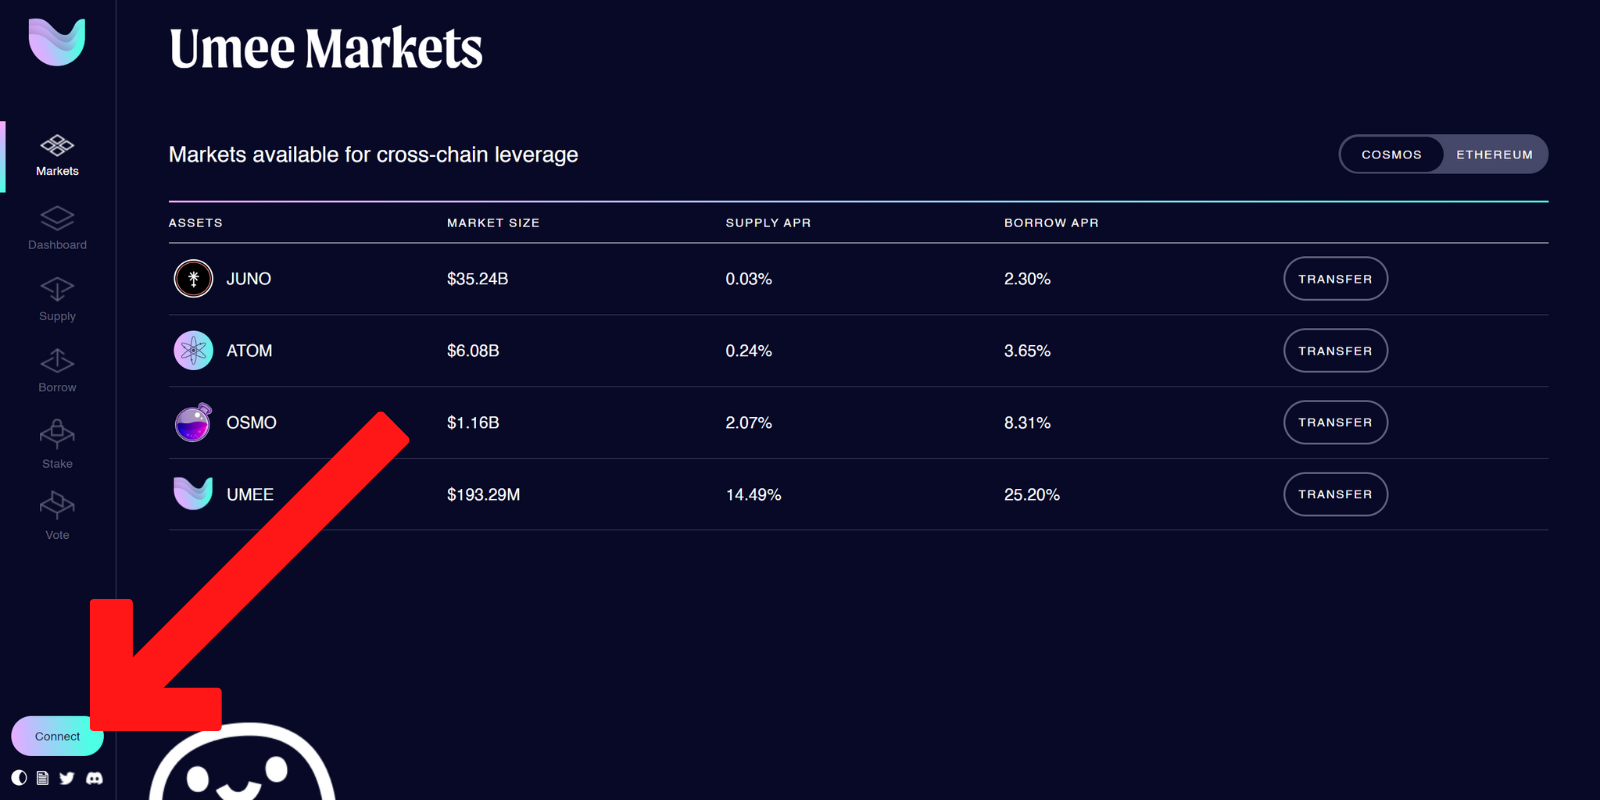 Umee Markets
Markets available for cross-chain leverage
COSMOS ETHEREUM
ASSETS MARKET SIZE SUPPLY APR BORROW APR
JUNO $35.24B 0.03% 2.30% TRANSFER
ATOM $6.08B 0.24% 3.65% TRANSFER
OSMO $1.16B 2.07% 8.31% TRANSFER
UMEE $193.29M 14.49% 25.20% TRANSFER
Markets
Dashboard
Supply
Borrow
Stake
Vote
Connect